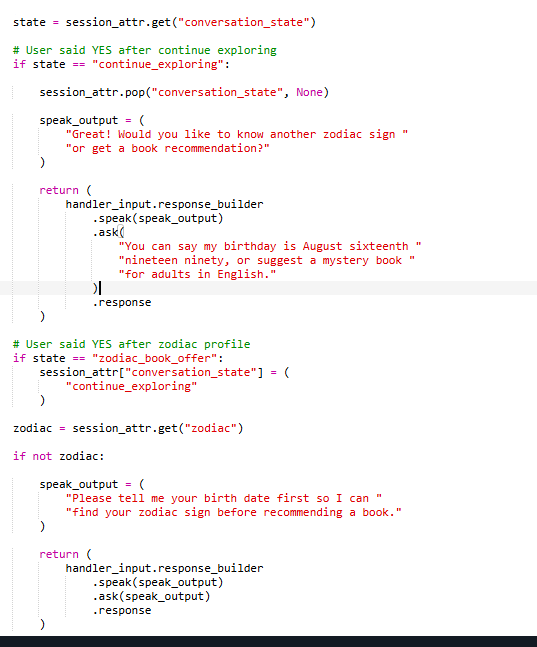 state = session_attr.get("conversation_state")
# User said YES after continue exploring
if state == "continue_exploring":
session_attr.pop("conversation_state", None)
speak_output = (
"Great! Would you like to know another zodiac sign "
"or get a book recommendation?"
)
return (
handler_input.response_builder
.speak(speak_output)
.ask(
"You can say my birthday is August sixteenth "
"nineteen ninety, or suggest a mystery book "
"for adults in English."
)
.response
)
# User said YES after zodiac profile
if state == "zodiac_book_offer":
session_attr["conversation_state"] = (
"continue_exploring"
)
zodiac = session_attr.get("zodiac")
if not zodiac:
speak_output = (
"Please tell me your birth date first so I can "
"find your zodiac sign before recommending a book."
)
return (
handler_input.response_builder
.speak(speak_output)
.ask(speak_output)
.response
)